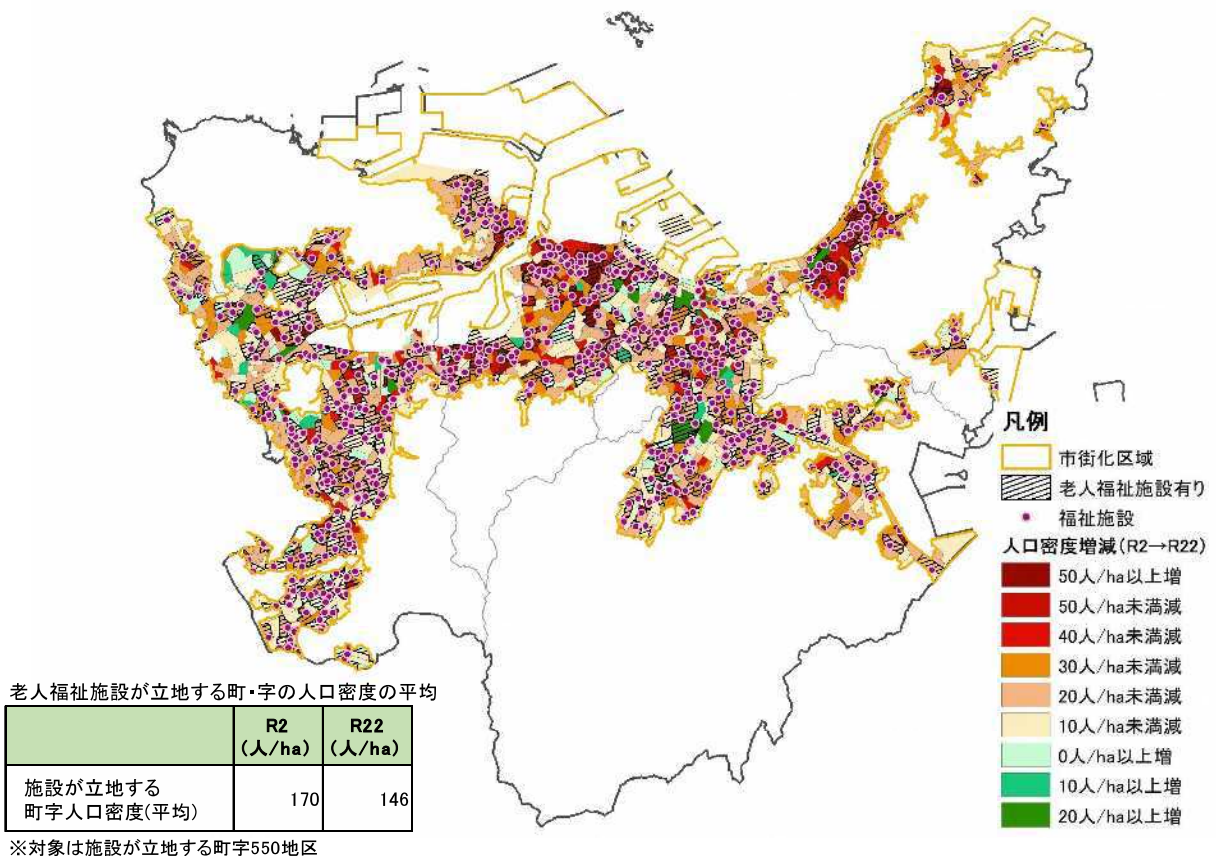 凡例
市街化区域
老人福祉施設有り
福祉施設
人口密度増減(R2→R22)
50人/ha以上増
50人/ha未満減
40人/ha未満減
30人/ha未満減
20人/ha未満減
10人/ha未満減
0人/ha以上増
10人/ha以上増
20人/ha以上増
老人福祉施設が立地する町・字の人口密度の平均
R2 R22
(人/ha) (人/ha)
施設が立地する
町字人口密度(平均) 170 146
※対象は施設が立地する町字550地区